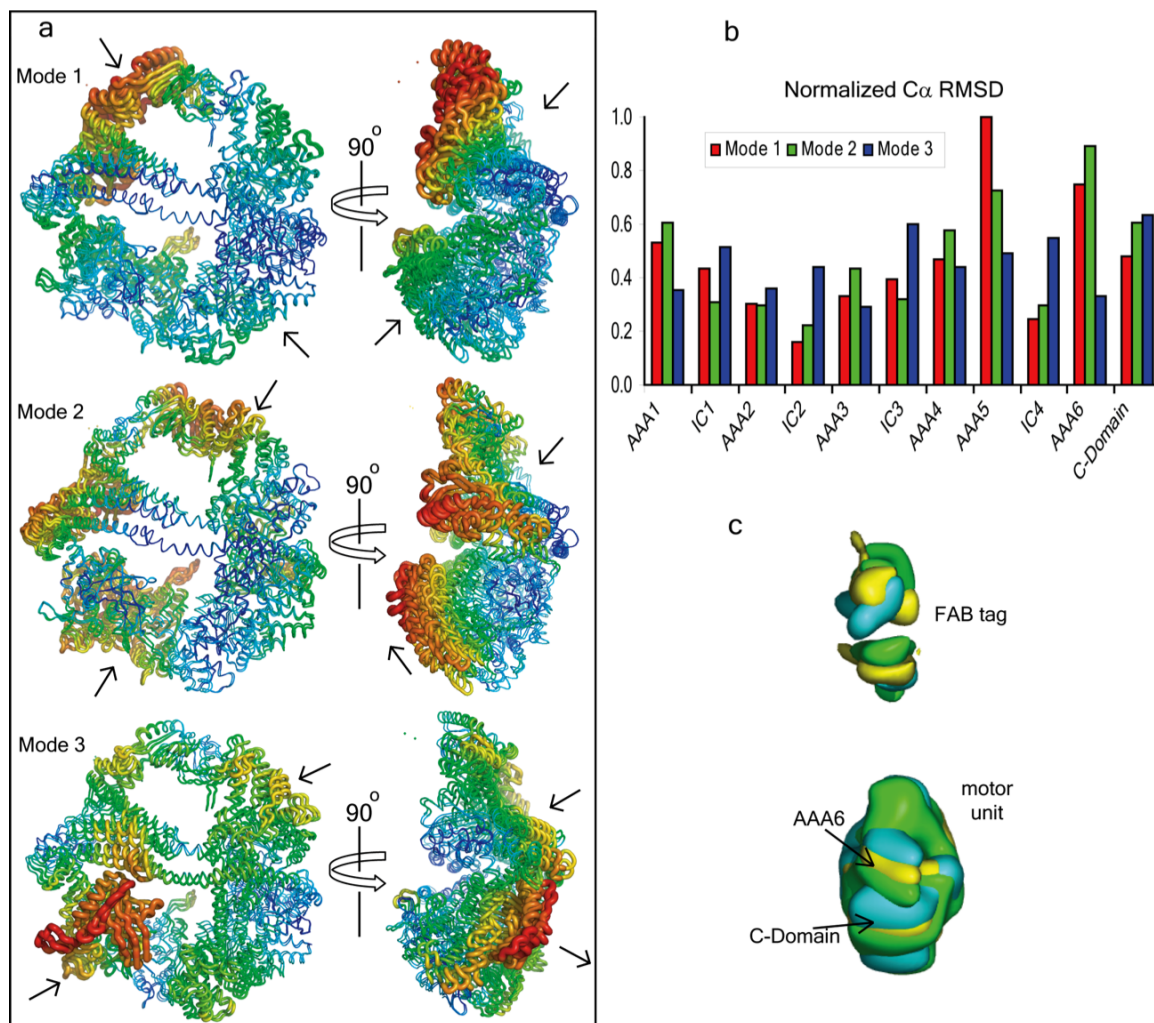 a
Mode 1
90°
Mode 2
90°
Mode 3
90°
b
Normalized Cα RMSD
1.0
0.8
0.6
0.4
0.2
0.0
Mode 1 Mode 2 Mode 3
AAA1 IC1 AAA2 IC2 AAA3 IC3 AAA4 AAA5 IC4 AAA6 C-Domain
c
FAB tag
motor
unit
AAA6
C-Domain